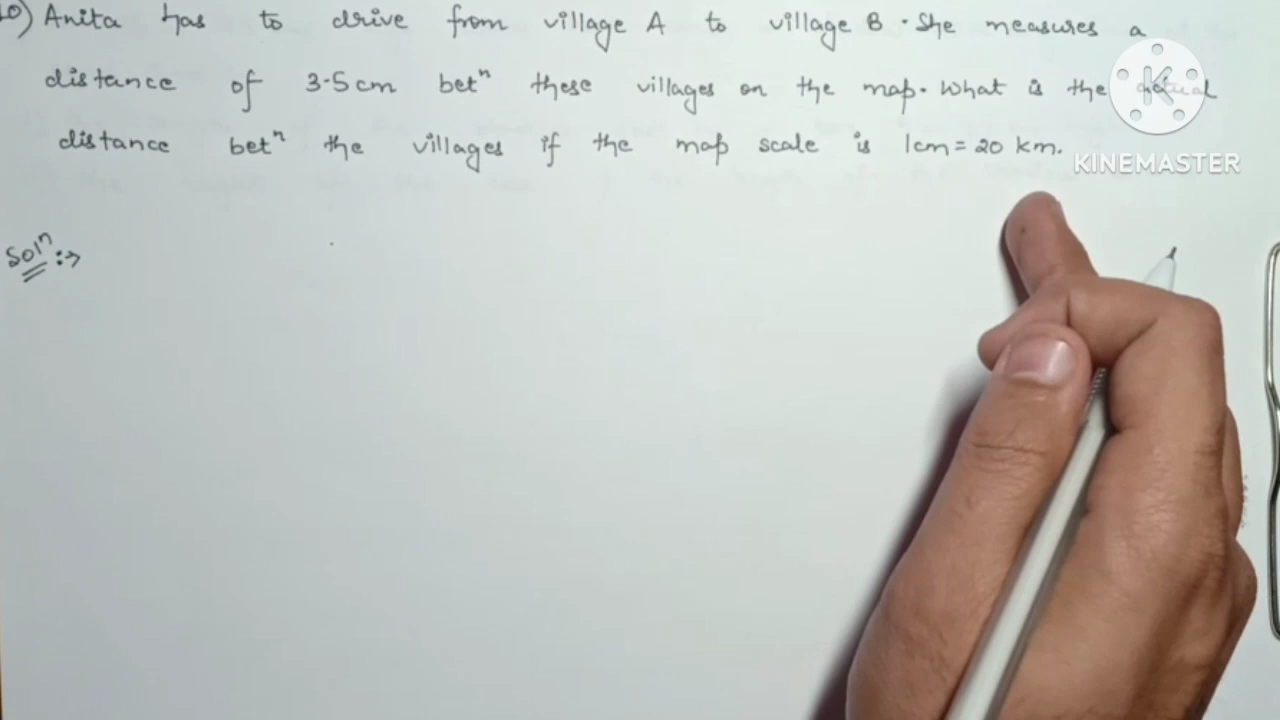 10) Anita has to drive from village A to village B. She measures a
distance of 3.5 cm betⁿ these villages on the map. What is the actual
distance betⁿ the villages if the map scale is 1cm = 20 km.
KINEMASTER
Solⁿ :→